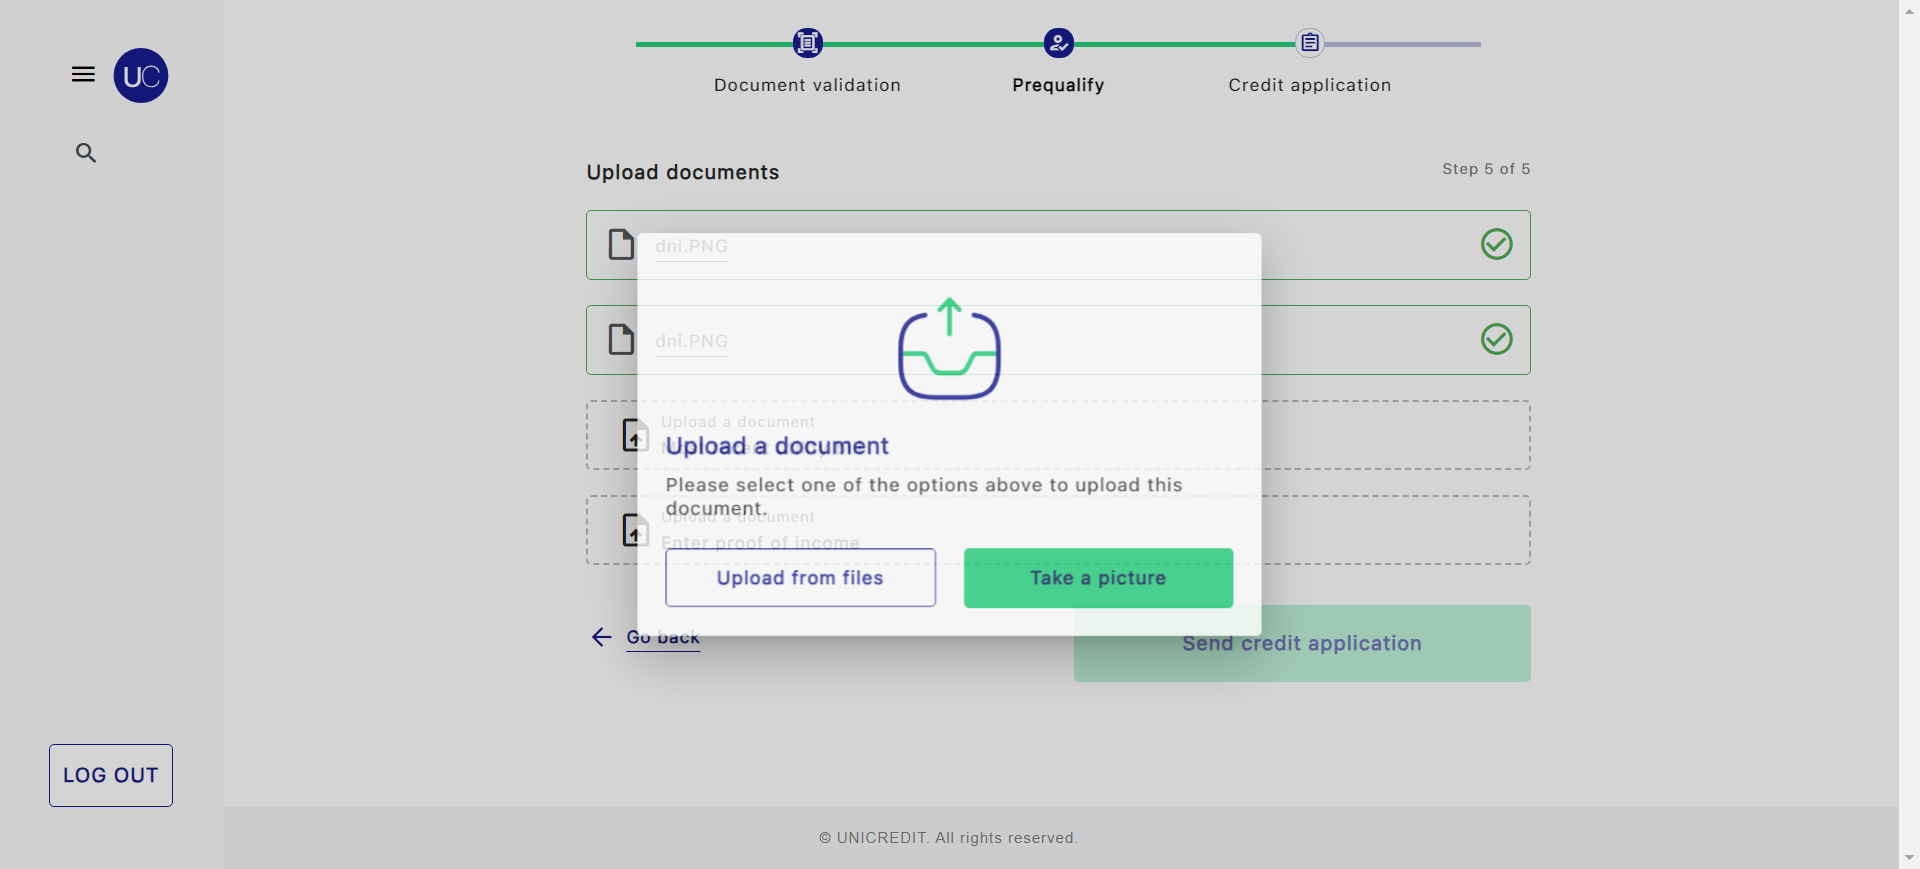 UC
Document validation
Prequalify
Credit application
Upload documents
Step 5 of 5
dni.PNG
dni.PNG
Upload a document
Upload a document
Please select one of the options above to upload this
document.
Upload a document
Enter proof of income
Upload from files
Take a picture
Go back
Send credit application
LOG OUT
© UNICREDIT. All rights reserved.